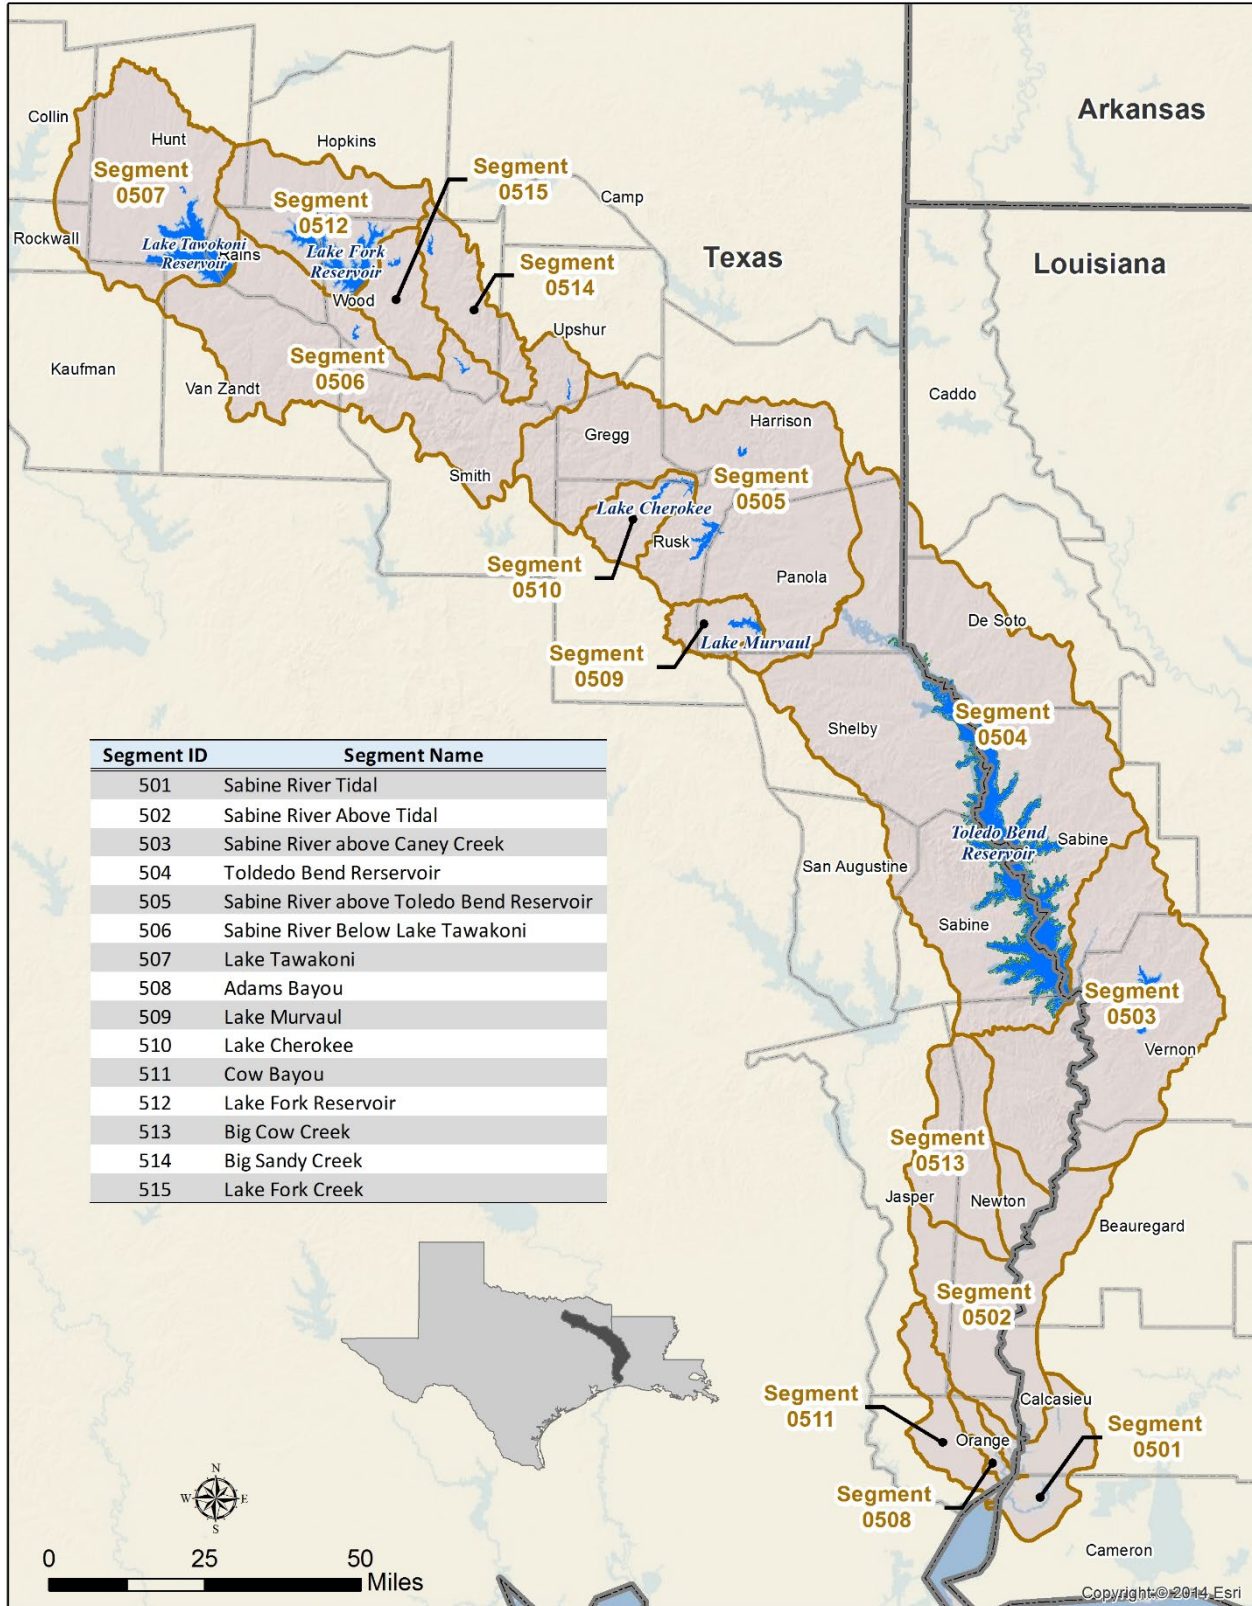 Arkansas
Collin
Hunt
Hopkins
Segment
0507
Segment
0515
Segment
0512
Camp
Rockwall
Lake Tawokoni
Reservoir
Rains
Lake Fork
Reservoir
Texas
Louisiana
Segment
0514
Wood
Upshur
Kaufman
Segment
0506
Van Zandt
Caddo
Harrison
Gregg
Smith
Segment
0505
Lake Cherokee
Rusk
Segment
0510
Panola
De Soto
Lake Murvaul
Segment
0509
Segment
0504
Shelby
Segment ID Segment Name
501 Sabine River Tidal
502 Sabine River Above Tidal
503 Sabine River above Caney Creek
504 Toldedo Bend Rerservoir
505 Sabine River above Toledo Bend Reservoir
506 Sabine River Below Lake Tawakoni
507 Lake Tawakoni
508 Adams Bayou
509 Lake Murvaul
510 Lake Cherokee
511 Cow Bayou
512 Lake Fork Reservoir
513 Big Cow Creek
514 Big Sandy Creek
515 Lake Fork Creek
Toledo Bend
Reservoir
Sabine
San Augustine
Sabine
Segment
0503
Vernon
Segment
0513
Jasper
Newton
Beauregard
Segment
0502
Segment
0511
Calcasieu
Orange
Segment
0501
Segment
0508
Cameron
N
W E
S
0 25 50
Miles
Copyright:© 2014 Esri